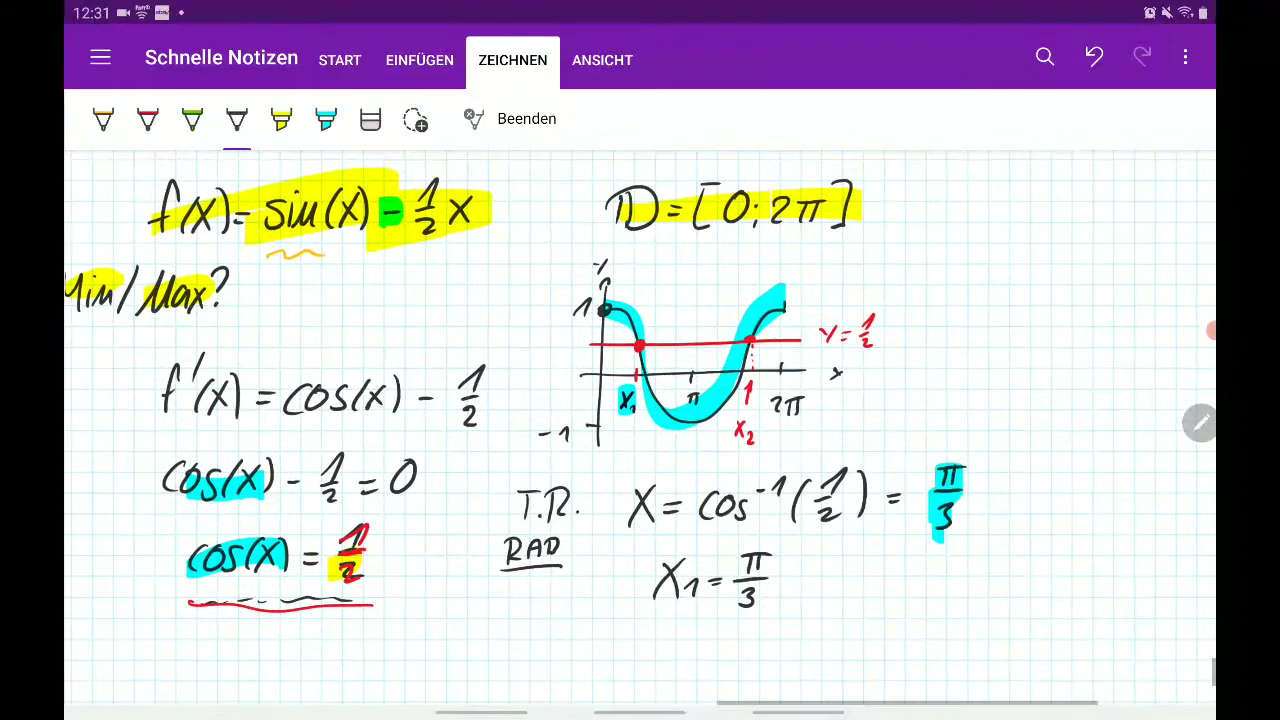 12:31
Schnelle Notizen START EINFÜGEN ZEICHNEN ANSICHT
Beenden
f(x) = sin(x) - 1/2 x
D = [0; 2π]
Min/Max?
y
1
y = 1/2
x
x₁
π
2π
x₂
-1
f'(x) = cos(x) - 1/2
cos(x) - 1/2 = 0
T.R. x = cos⁻¹(1/2) = π/3
RAD
cos(x) = 1/2
x₁ = π/3